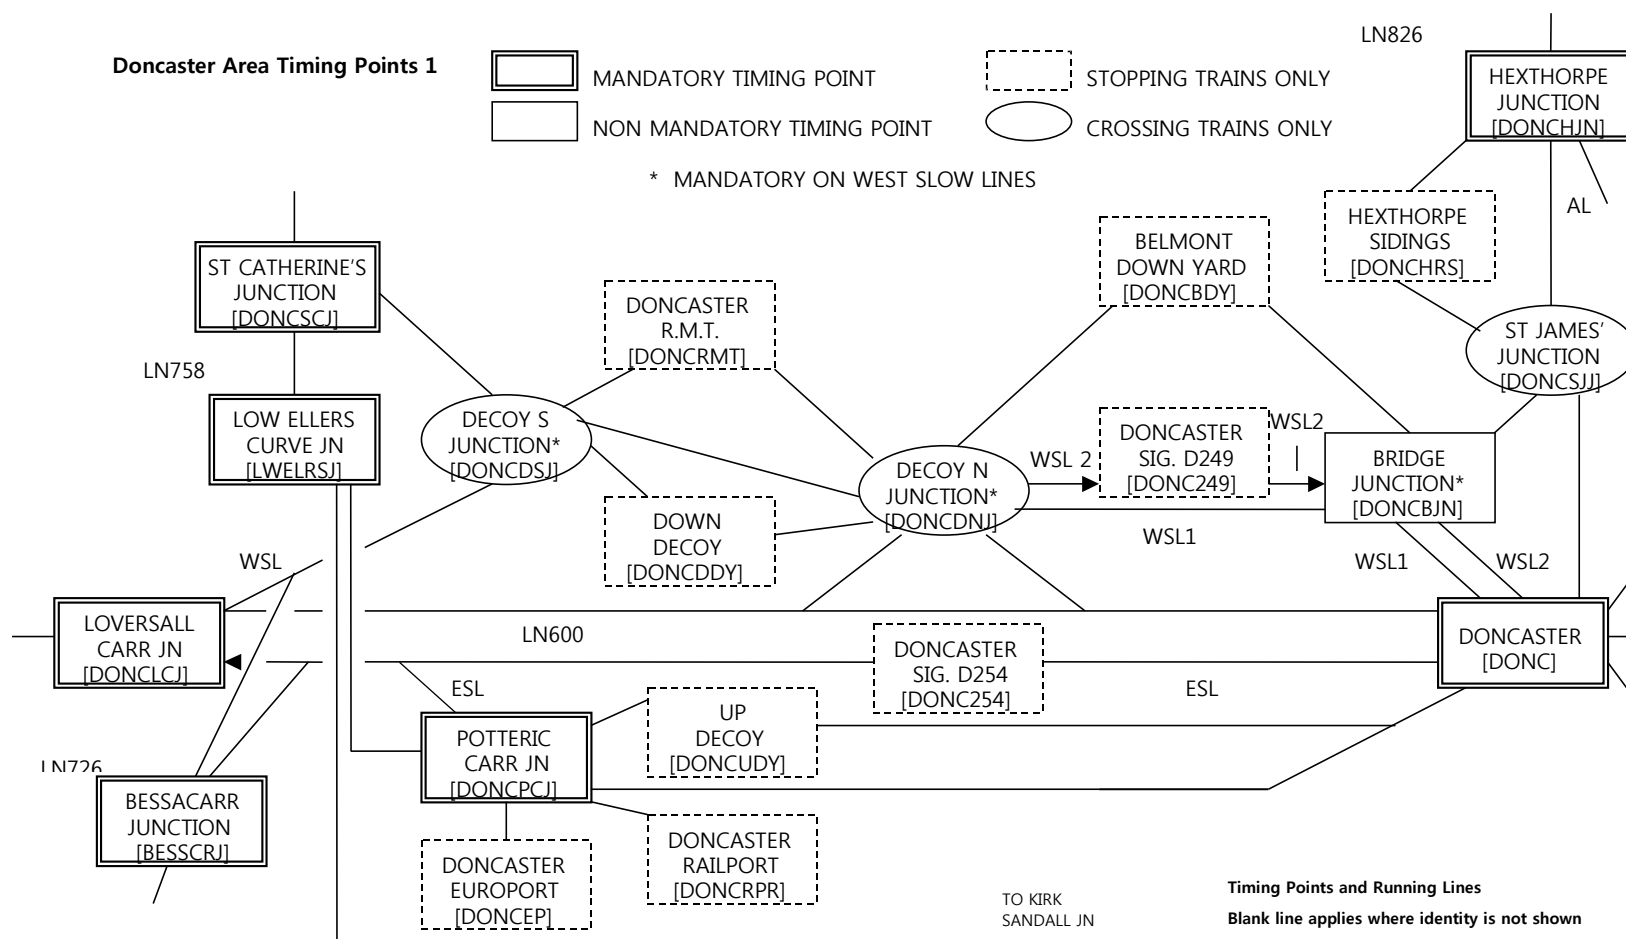 Doncaster Area Timing Points 1
MANDATORY TIMING POINT
STOPPING TRAINS ONLY
NON MANDATORY TIMING POINT
CROSSING TRAINS ONLY
* MANDATORY ON WEST SLOW LINES
LN826
HEXTHORPE
JUNCTION
[DONCHJN]
AL
HEXTHORPE
SIDINGS
[DONCHRS]
BELMONT
DOWN YARD
[DONCBDY]
ST CATHERINE'S
JUNCTION
[DONCSCJ]
DONCASTER
R.M.T.
[DONCRMT]
ST JAMES'
JUNCTION
[DONCSJJ]
LN758
LOW ELLERS
CURVE JN
[LWELRSJ]
DECOY S
JUNCTION*
[DONCDSJ]
DECOY N
JUNCTION*
[DONCDNJ]
WSL 2
DONCASTER
SIG. D249
[DONC249]
WSL2
BRIDGE
JUNCTION*
[DONCBJN]
DOWN
DECOY
[DONCDDY]
WSL1
WSL1
WSL2
WSL
LOVERSALL
CARR JN
[DONCLCJ]
LN600
DONCASTER
SIG. D254
[DONC254]
DONCASTER
[DONC]
ESL
ESL
UP
DECOY
[DONCUDY]
POTTERIC
CARR JN
[DONCPCJ]
LN726
BESSACARR
JUNCTION
[BESSCRJ]
DONCASTER
EUROPORT
[DONCEP]
DONCASTER
RAILPORT
[DONCRPR]
TO KIRK
SANDALL JN
Timing Points and Running Lines
Blank line applies where identity is not shown